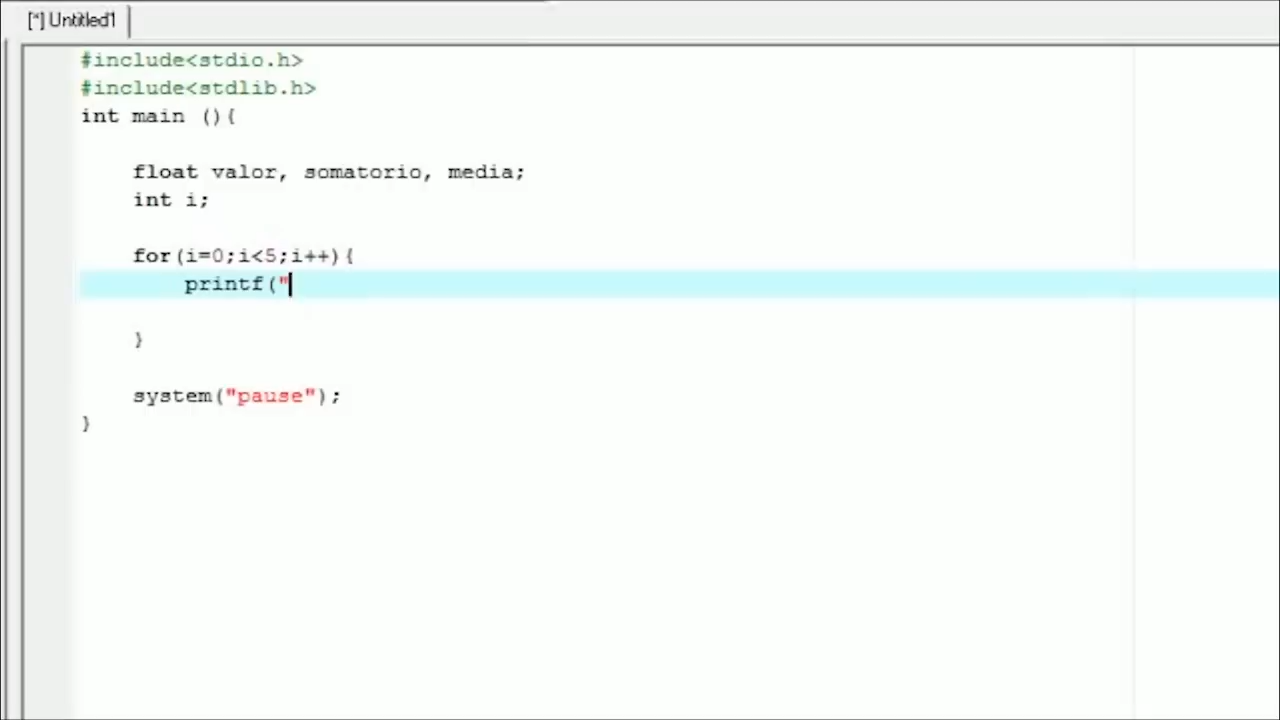 [*] Untitled1
#include<stdio.h>
#include<stdlib.h>
int main (){
float valor, somatorio, media;
int i;
for(i=0;i<5;i++){
printf("
}
system("pause");
}